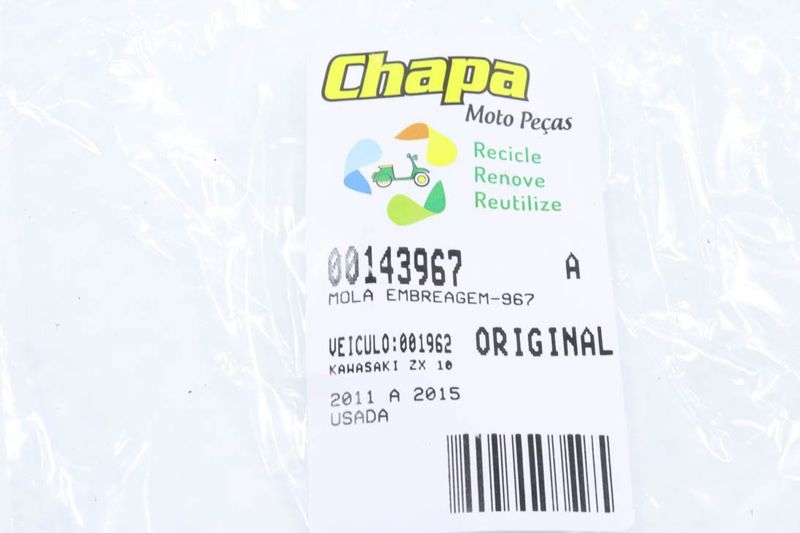 Chapa
Moto Peças
Recicle
Renove
Reutilize
00143967 A
MOLA EMBREAGEM-967
VEICULO:001962 ORIGINAL
KAWASAKI ZX 10
2011 A 2015
USADA